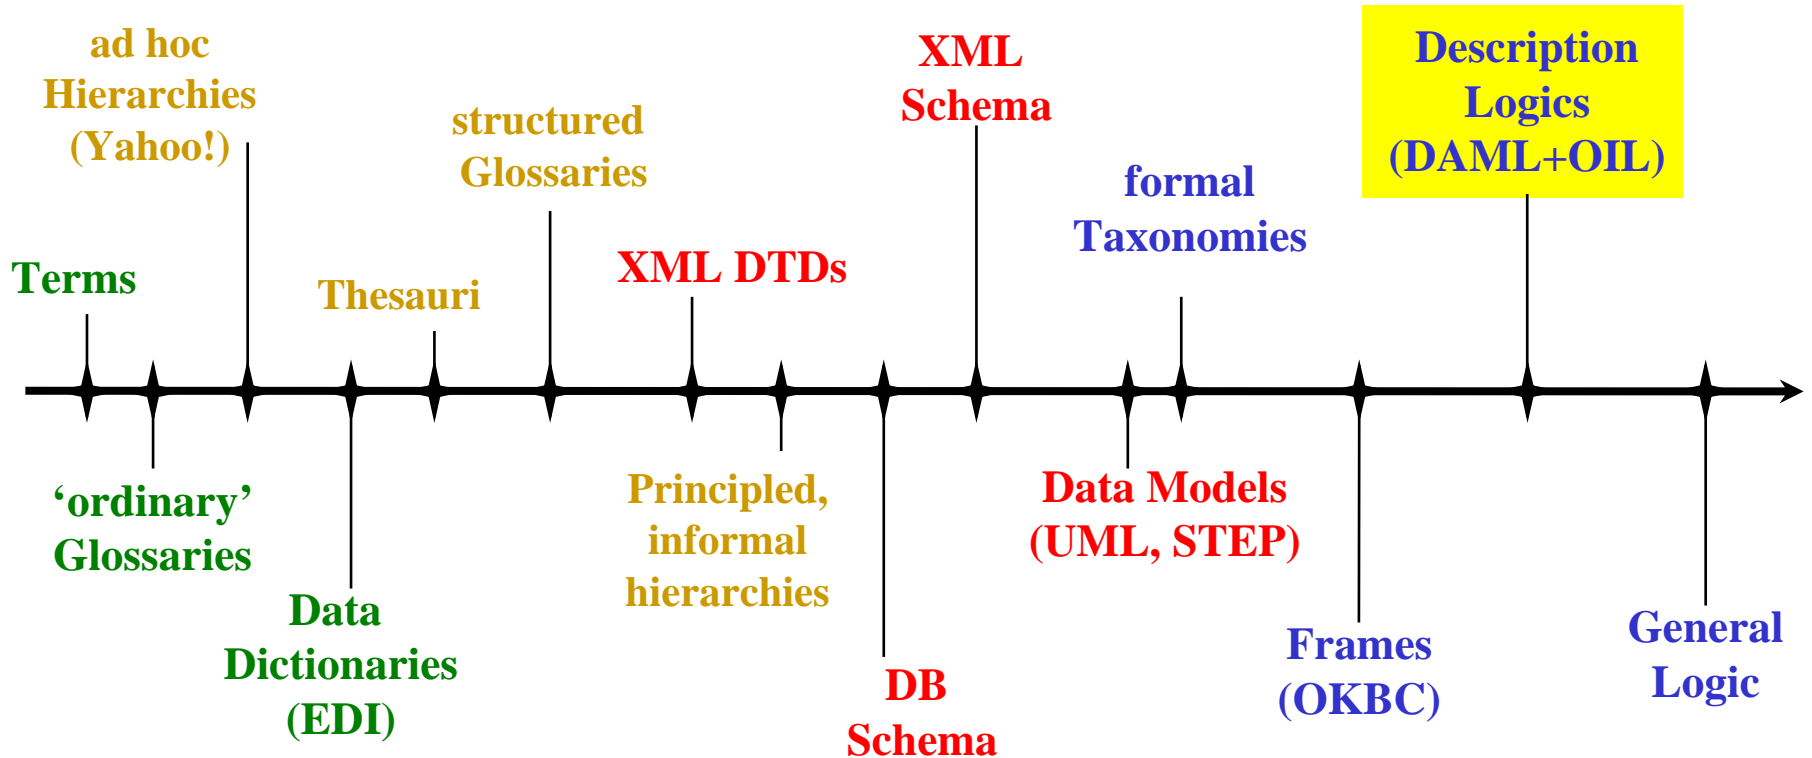 ad hoc
Hierarchies
(Yahoo!)
structured
Glossaries
XML
Schema
Description
Logics
(DAML+OIL)
formal
Taxonomies
Terms
Thesauri
XML DTDs
‘ordinary’
Glossaries
Data
Dictionaries
(EDI)
Principled,
informal
hierarchies
DB
Schema
Data Models
(UML, STEP)
Frames
(OKBC)
General
Logic